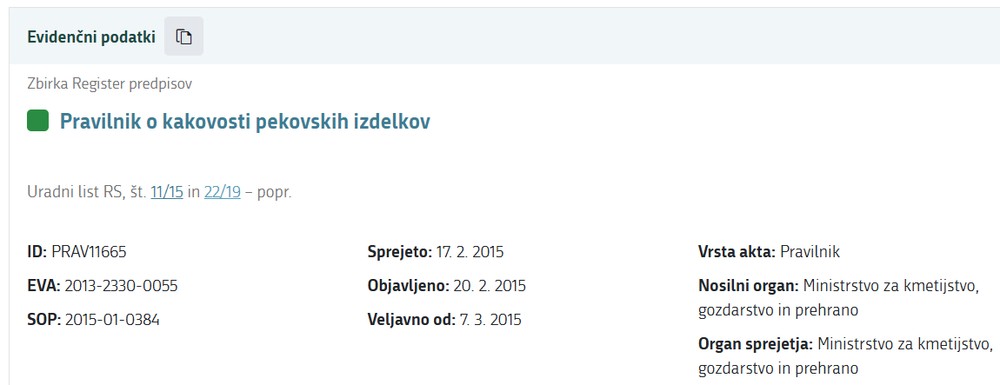 Evidenčni podatki
Zbirka Register predpisov
Pravilnik o kakovosti pekovskih izdelkov
Uradni list RS, št. 11/15 in 22/19 – popr.
ID: PRAV11665
EVA: 2013-2330-0055
SOP: 2015-01-0384
Sprejeto: 17. 2. 2015
Objavljeno: 20. 2. 2015
Veljavno od: 7. 3. 2015
Vrsta akta: Pravilnik
Nosilni organ: Ministrstvo za kmetijstvo,
gozdarstvo in prehrano
Organ sprejetja: Ministrstvo za kmetijstvo,
gozdarstvo in prehrano